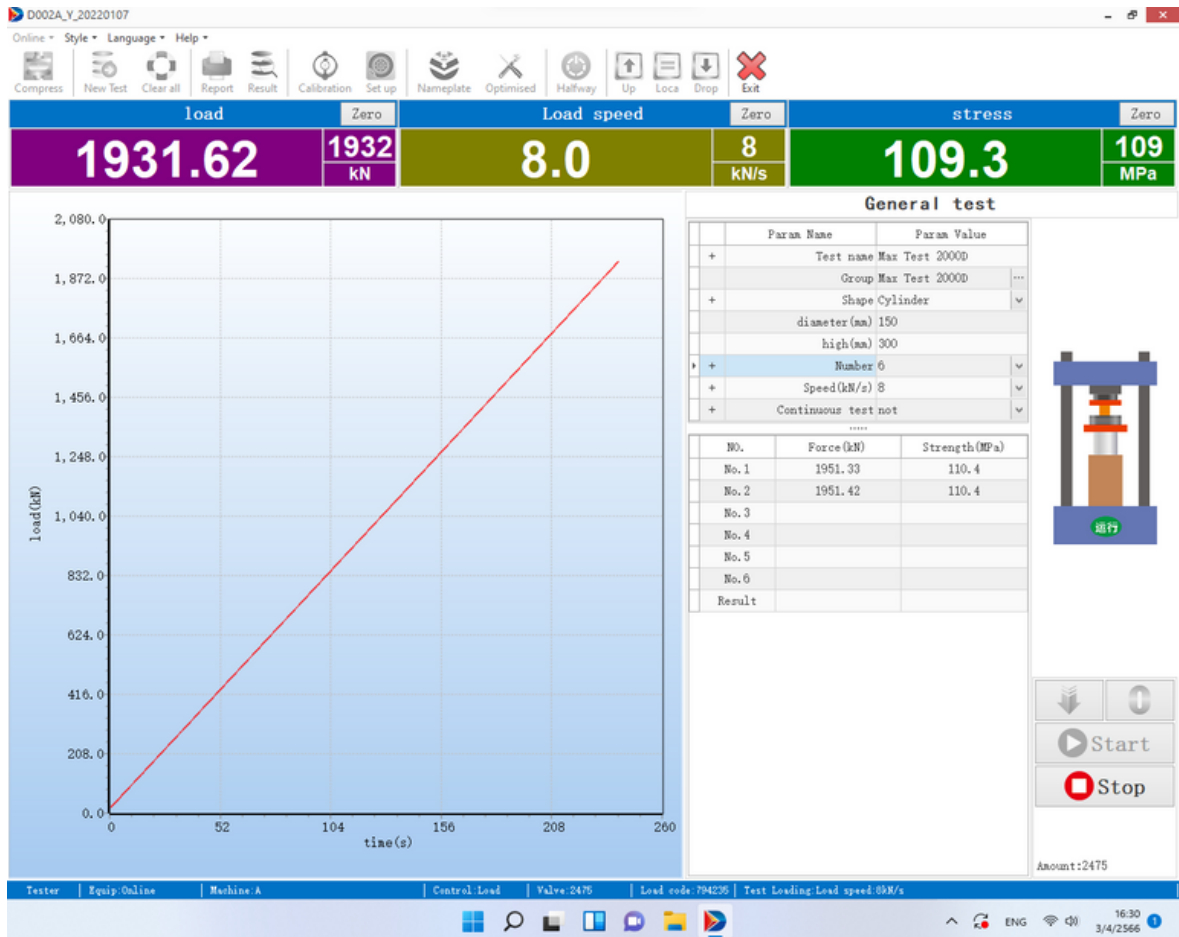 D002A_Y_20220107
Online Style Language Help
Compress New Test Clear all Report Result Calibration Set up Nameplate Optimised Halfway Up Loca Drop Exit
load Zero Load speed Zero stress Zero
1931.62 1932 kN 8.0 8 kN/s 109.3 109 MPa
General test
Param Name Param Value
Test name Max Test 2000D
Group Max Test 2000D ...
Shape Cylinder
diameter(mm) 150
high(mm) 300
Number 6
Speed(kN/s) 8
Continuous test not
NO. Force(kN) Strength(MPa)
No.1 1951.33 110.4
No.2 1951.42 110.4
No.3
No.4
No.5
No.6
Result
2,080.0
1,872.0
1,664.0
1,456.0
1,248.0
1,040.0
832.0
624.0
416.0
208.0
0.0
load(kN)
0 52 104 156 208 260
time(s)
运行
Start
Stop
Amount:2475
Tester Equip:Online Machine:A Control:Load Valve:2475 Load code:794235 Test Loading:Load speed:8kN/s
ENG 16:30
3/4/2566 1